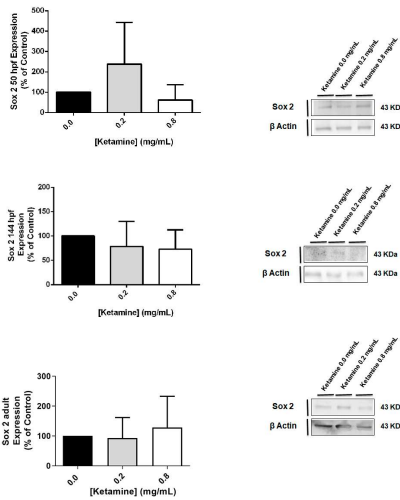 Sox 2 50 hpf Expression
(% of Control)
500
400
300
200
100
0
0.0
0.2
0.8
[Ketamine] (mg/mL)
Ketamine 0.0 mg/mL
Ketamine 0.2 mg/mL
Ketamine 0.8 mg/mL
Sox 2
43 KD
β Actin
43 KD
Sox 2 144 hpf
Expression
(% of Control)
200
150
100
50
0
0.0
0.2
0.8
[Ketamine] (mg/mL)
Ketamine 0.0 mg/mL
Ketamine 0.2 mg/mL
Ketamine 0.8 mg/mL
Sox 2
43 KDa
β Actin
43 KDa
Sox 2 adult
Expression
(% of Control)
300
200
100
0
0.0
0.2
0.8
[Ketamine] (mg/mL)
Ketamine 0.0 mg/mL
Ketamine 0.2 mg/mL
Ketamine 0.8 mg/mL
Sox 2
43 KD
β Actin
43 KD